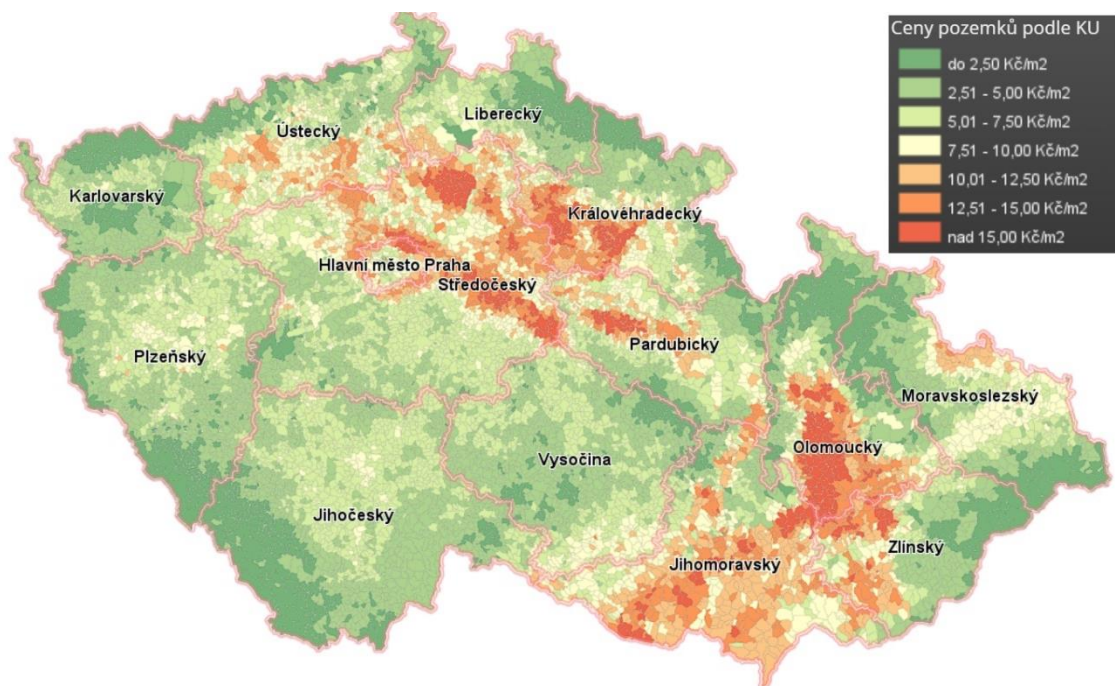 Ceny pozemků podle KU
do 2,50 Kč/m2
2,51 - 5,00 Kč/m2
5,01 - 7,50 Kč/m2
7,51 - 10,00 Kč/m2
10,01 - 12,50 Kč/m2
12,51 - 15,00 Kč/m2
nad 15,00 Kč/m2
Liberecký
Ústecký
Karlovarský
Královéhradecký
Hlavní město Praha
Středočeský
Pardubický
Plzeňský
Moravskoslezský
Olomoucký
Vysočina
Jihočeský
Zlínský
Jihomoravský